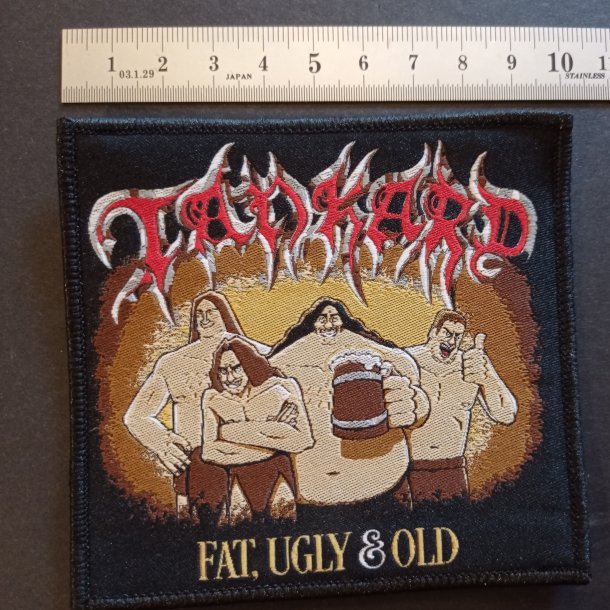 1 2 3 4 5 6 7 8 9 10 1
03.1.29 JAPAN STAINLESS
TANKARD
FAT, UGLY & OLD